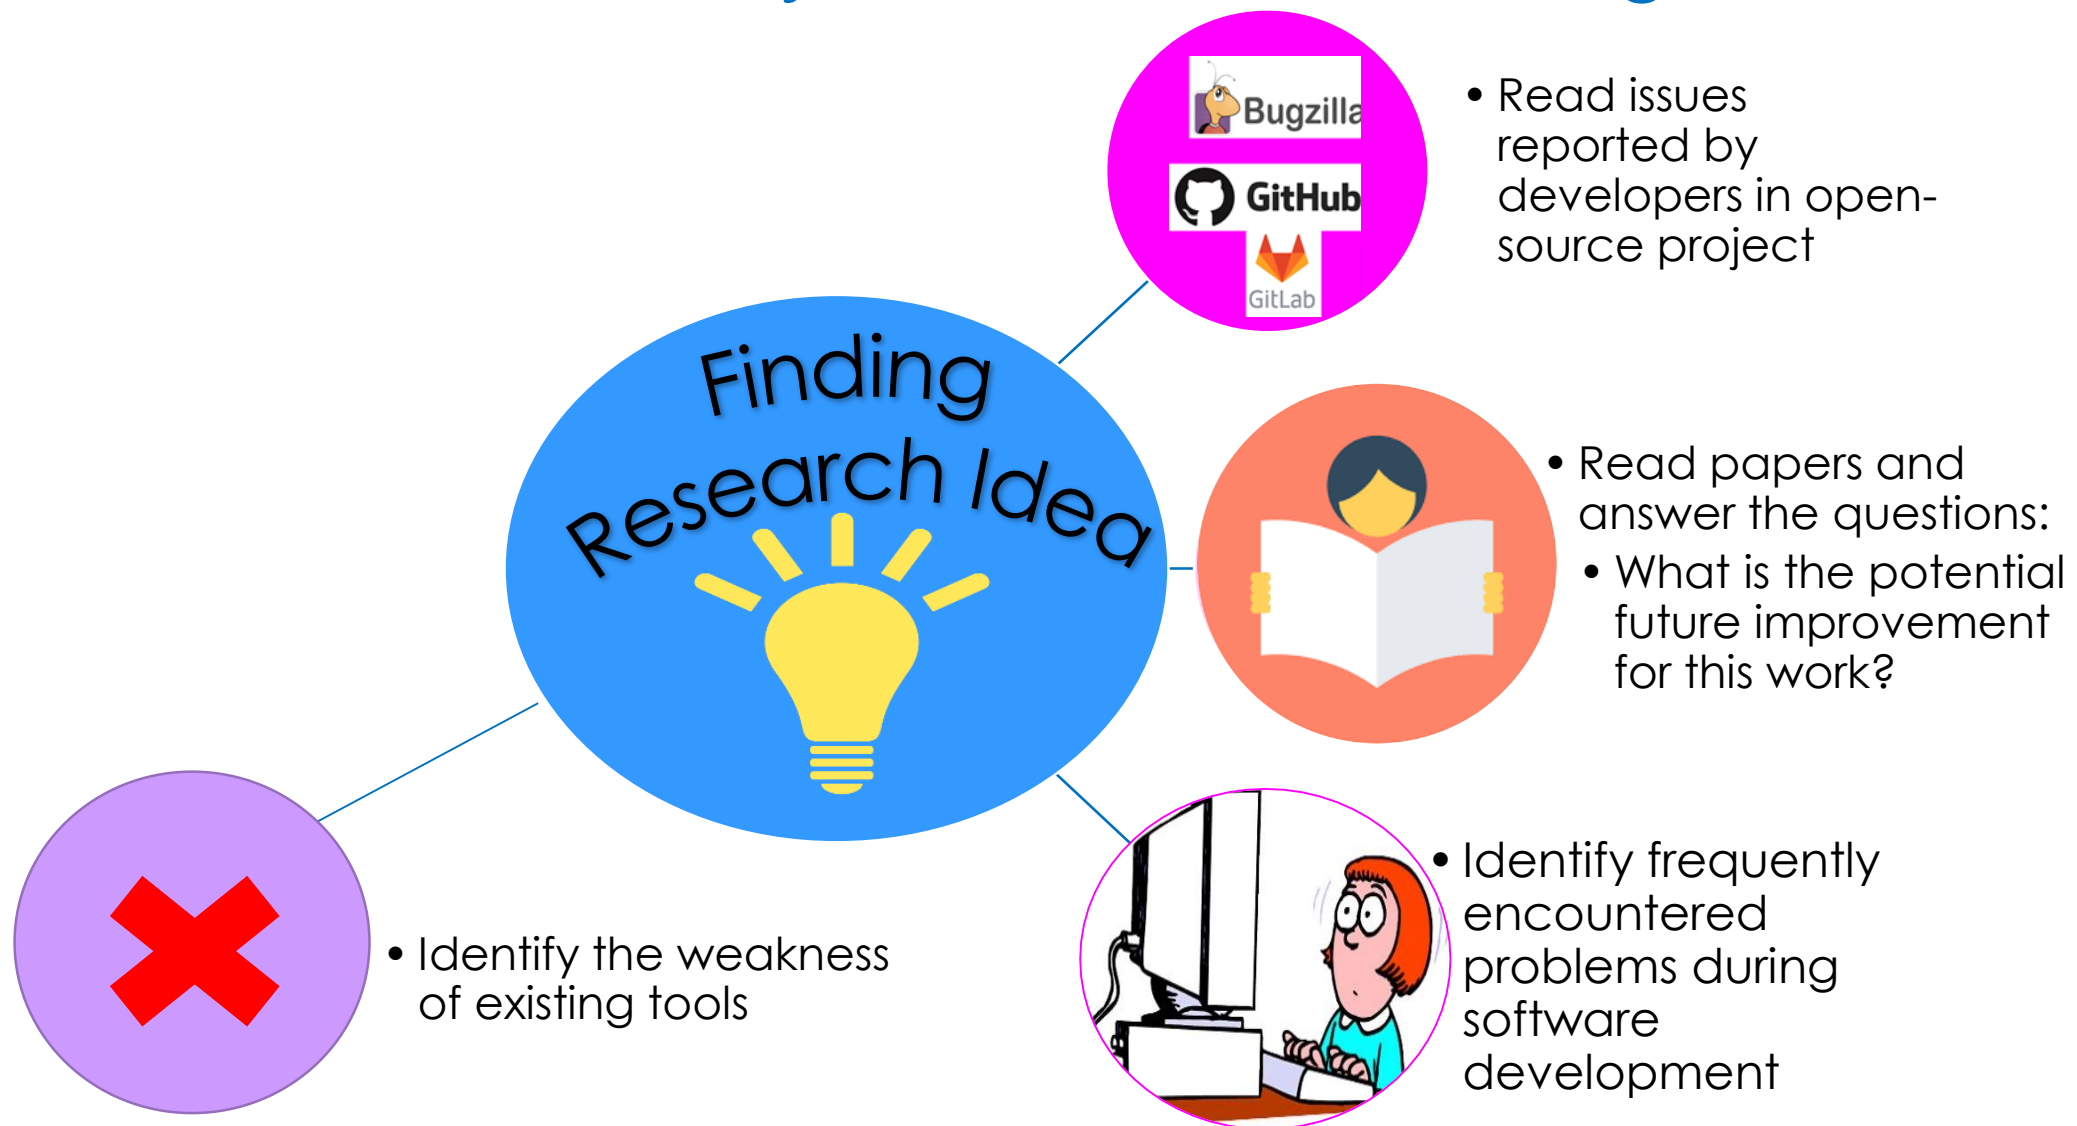 Finding
Research Idea
Bugzilla
GitHub
GitLab
• Read issues
reported by
developers in open-
source project
• Read papers and
answer the questions:
• What is the potential
future improvement
for this work?
• Identify frequently
encountered
problems during
software
development
• Identify the weakness
of existing tools